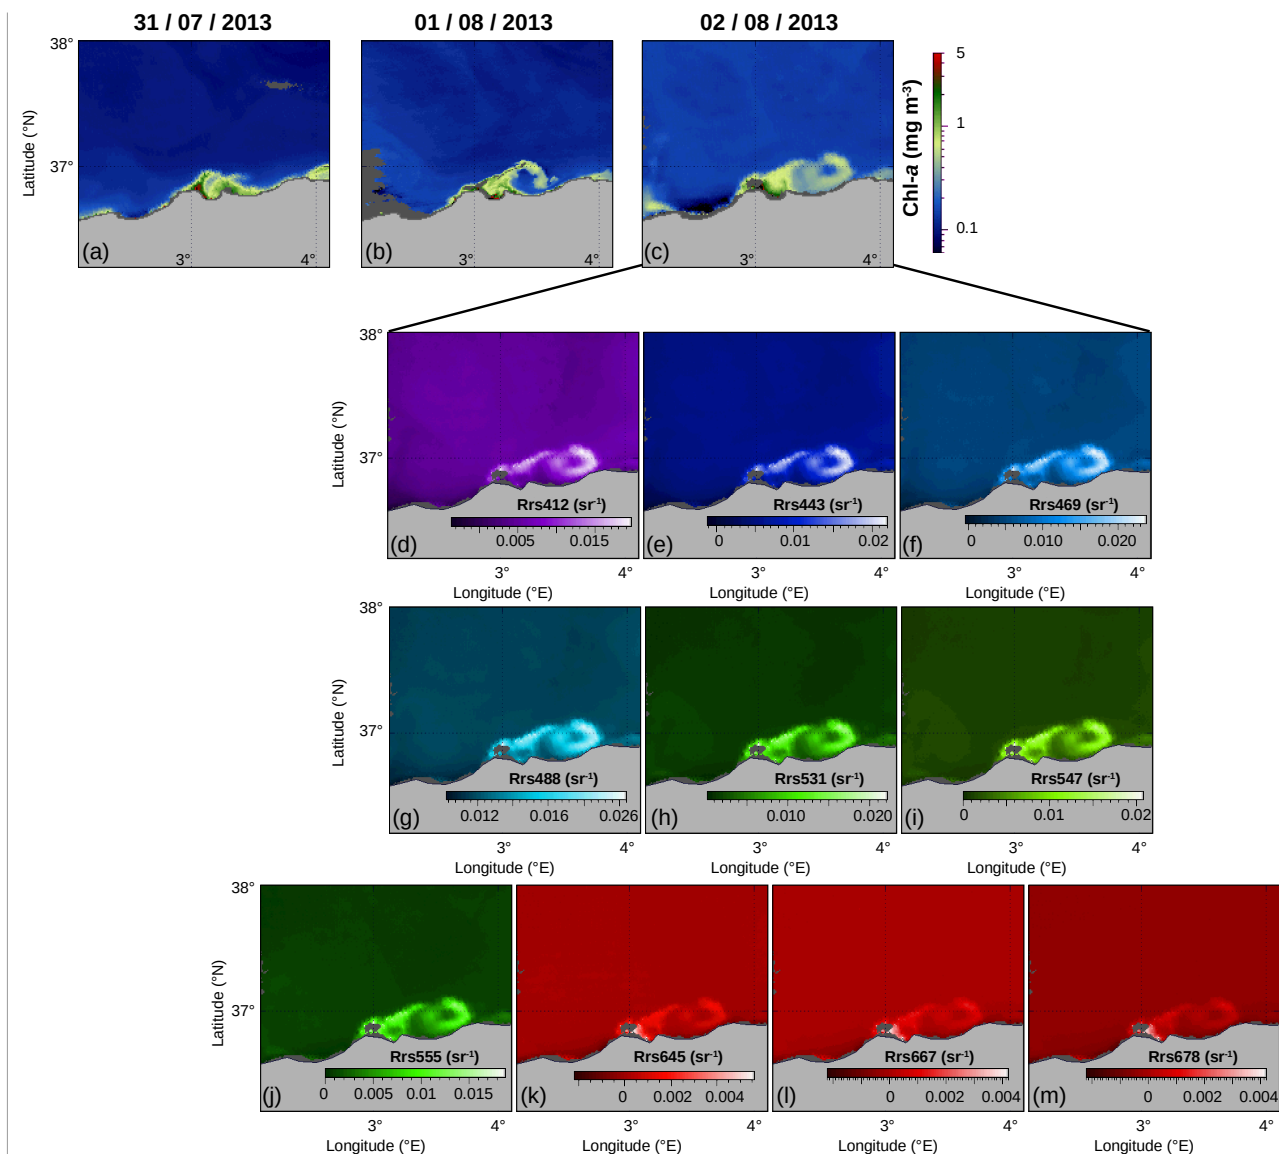 31 / 07 / 2013 01 / 08 / 2013 02 / 08 / 2013
38°
37°
Latitude (°N)
(a) 3° 4°
(b) 3° 4°
(c) 3° 4°
Chl-a (mg m-3)
5
1
0.1
38°
37°
Latitude (°N)
Rrs412 (sr-1) Rrs443 (sr-1) Rrs469 (sr-1)
0.005 0.015 0 0.01 0.02 0 0.010 0.020
(d) (e) (f)
3° 4° 3° 4° 3° 4°
Longitude (°E) Longitude (°E) Longitude (°E)
38°
37°
Latitude (°N)
Rrs488 (sr-1) Rrs531 (sr-1) Rrs547 (sr-1)
0.012 0.016 0.026 0.010 0.020 0 0.01 0.02
(g) (h) (i)
3° 4° 3° 4° 3° 4°
Longitude (°E) Longitude (°E) Longitude (°E)
38°
37°
Latitude (°N)
Rrs555 (sr-1) Rrs645 (sr-1) Rrs667 (sr-1) Rrs678 (sr-1)
0 0.005 0.01 0.015 0 0.002 0.004 0 0.002 0.004 0 0.002 0.004
(j) (k) (l) (m)
3° 4° 3° 4° 3° 4° 3° 4°
Longitude (°E) Longitude (°E) Longitude (°E) Longitude (°E)